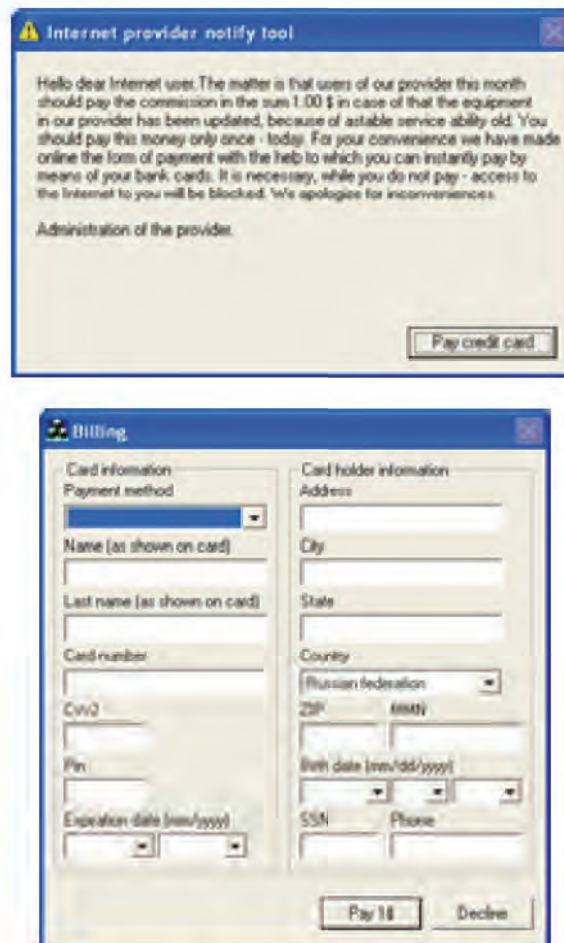 Internet provider notify tool
Hello dear Internet user.The matter is that users of our provider this month
should pay the commission in the sum 1.00 $ in case of that the equipment
in our provider has been updated, because of astable service ability old. You
should pay this money only once - today. For your convenience we have made
online the form of payment with the help to which you can instantly pay by
means of your bank cards. It is necessary, while you do not pay - access to
the Internet to you will be blocked. We apologize for inconveniences.
Administration of the provider.
Pay credit card
Billing
Card information
Payment method
Name (as shown on card)
Last name (as shown on card)
Card number
Cvv2
Pin
Expiration date (mm/yyyy)
Card holder information
Address
City
State
Country
Russian federation
ZIP MMN
Birth date (mm/dd/yyyy)
SSN Phone
Pay 1$ Decline